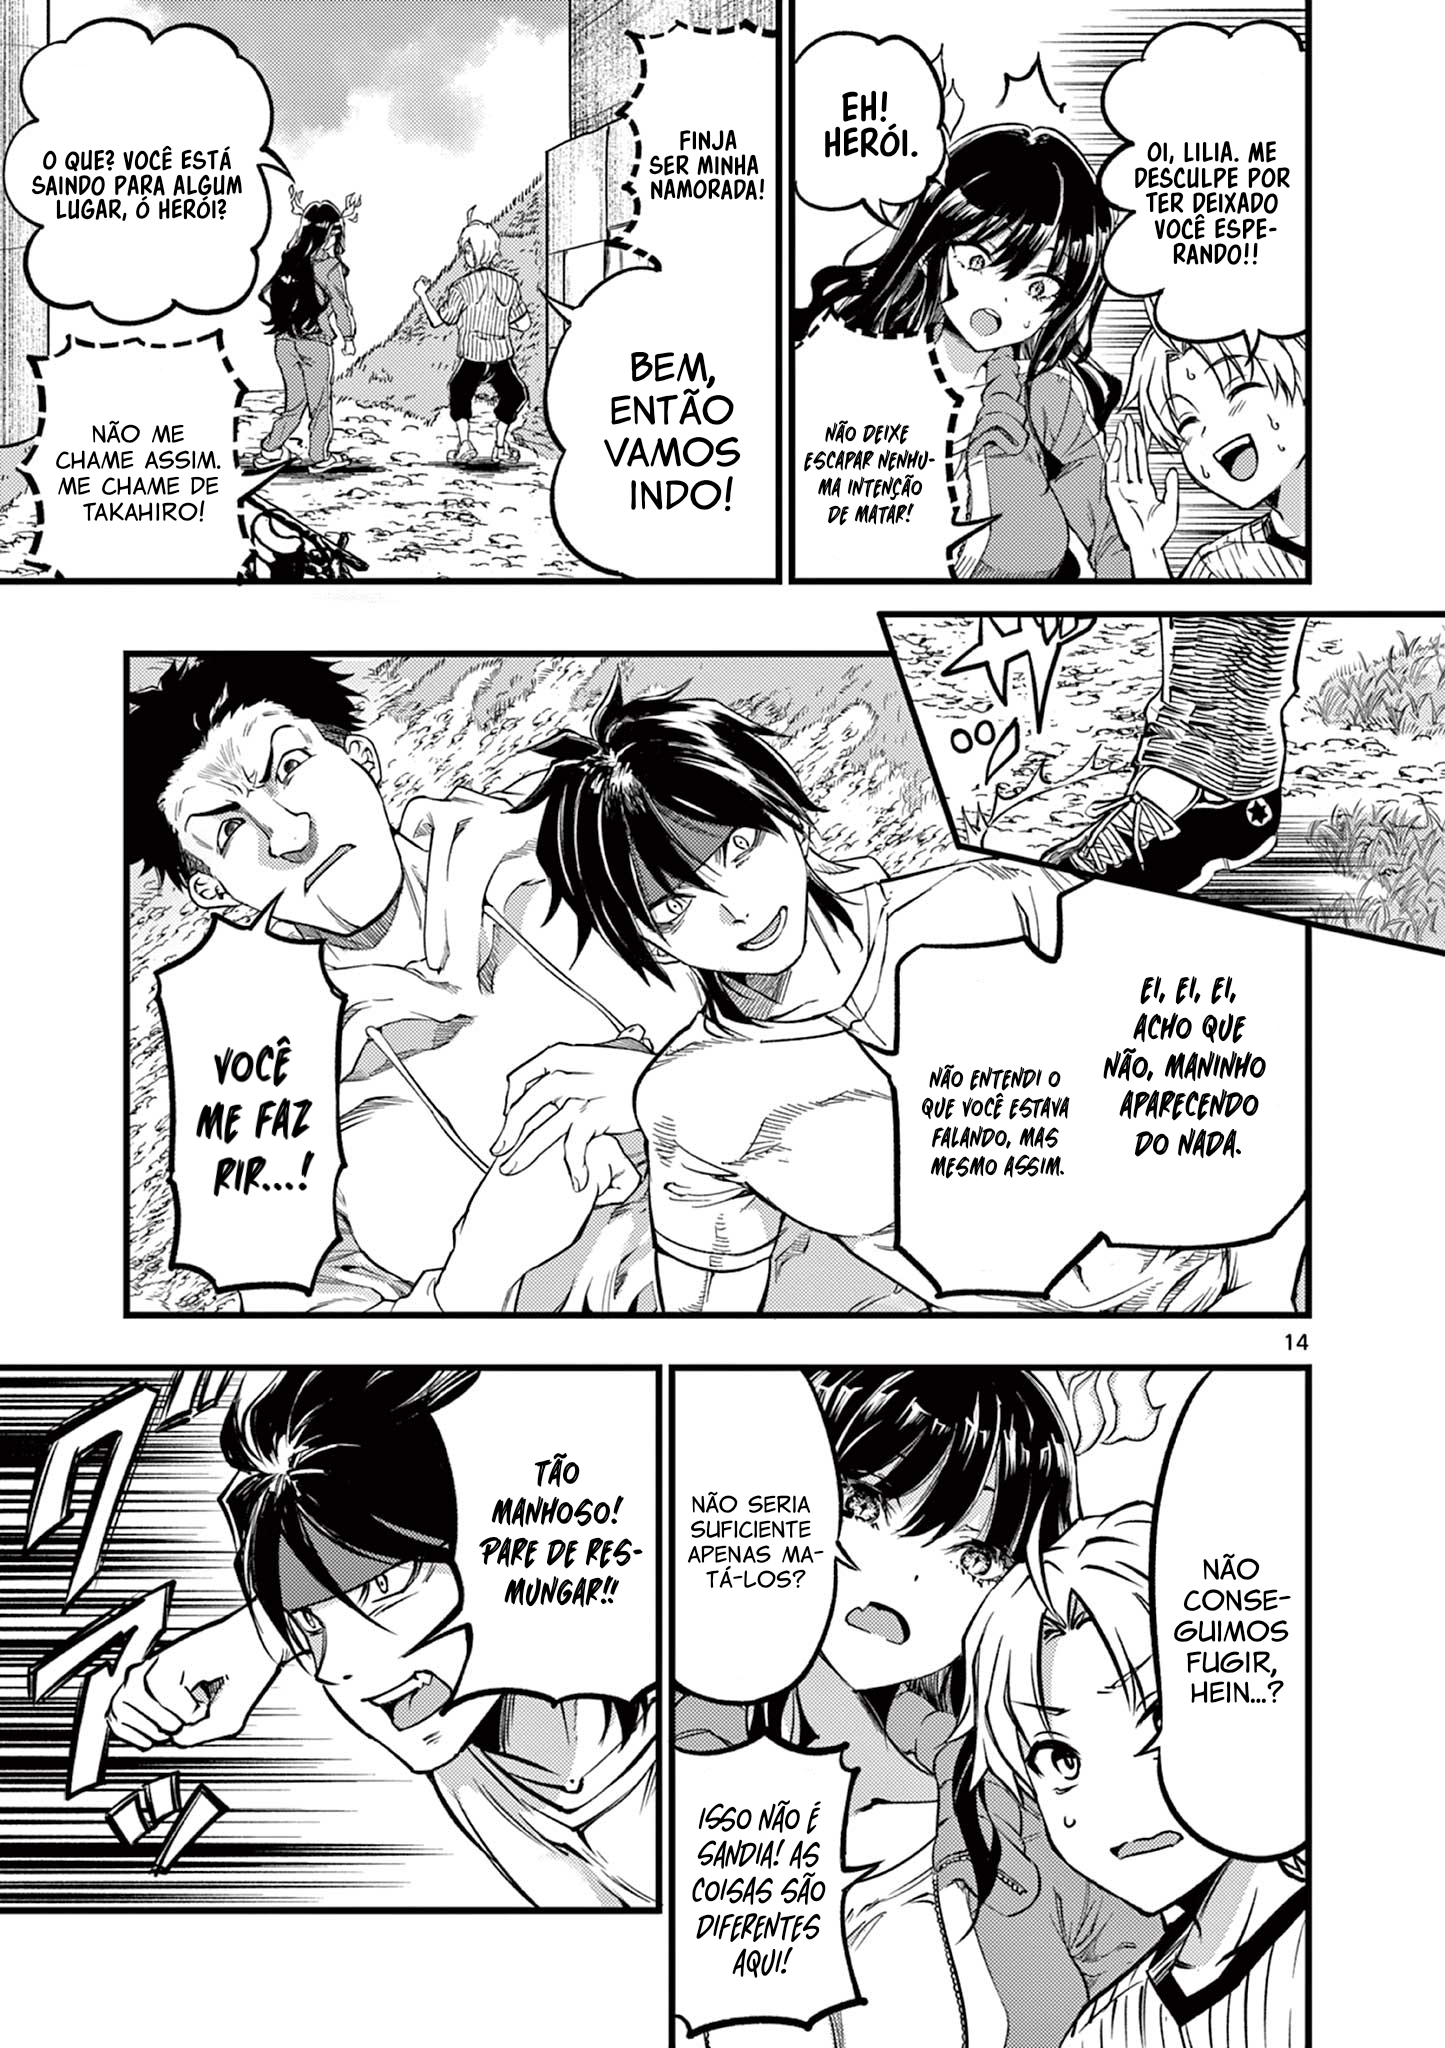 OI, LILIA. ME
DESCULPE POR
TER DEIXADO
VOCÊ ESPE-
RANDO!!
EH!
HERÓI.
NÃO DEIXE
ESCAPAR NENHU-
MA INTENÇÃO
DE MATAR!
FINJA
SER MINHA
NAMORADA!
BEM,
ENTÃO
VAMOS
INDO!
O QUE? VOCÊ ESTÁ
SAINDO PARA ALGUM
LUGAR, Ó HERÓI?
NÃO ME
CHAME ASSIM.
ME CHAME DE
TAKAHIRO!
EI, EI, EI,
ACHO QUE
NÃO, MANINHO
APARECENDO
DO NADA.
NÃO ENTENDI O
QUE VOCÊ ESTAVA
FALANDO, MAS
MESMO ASSIM.
VOCÊ
ME FAZ
RIR...!
14
NÃO
CONSE-
GUIMOS
FUGIR,
HEIN...?
NÃO SERIA
SUFICIENTE
APENAS MA-
TÁ-LOS?
ISSO NÃO É
SANDIA! AS
COISAS SÃO
DIFERENTES
AQUI!
TÃO
MANHOSO!
PARE DE RES-
MUNGAR!!